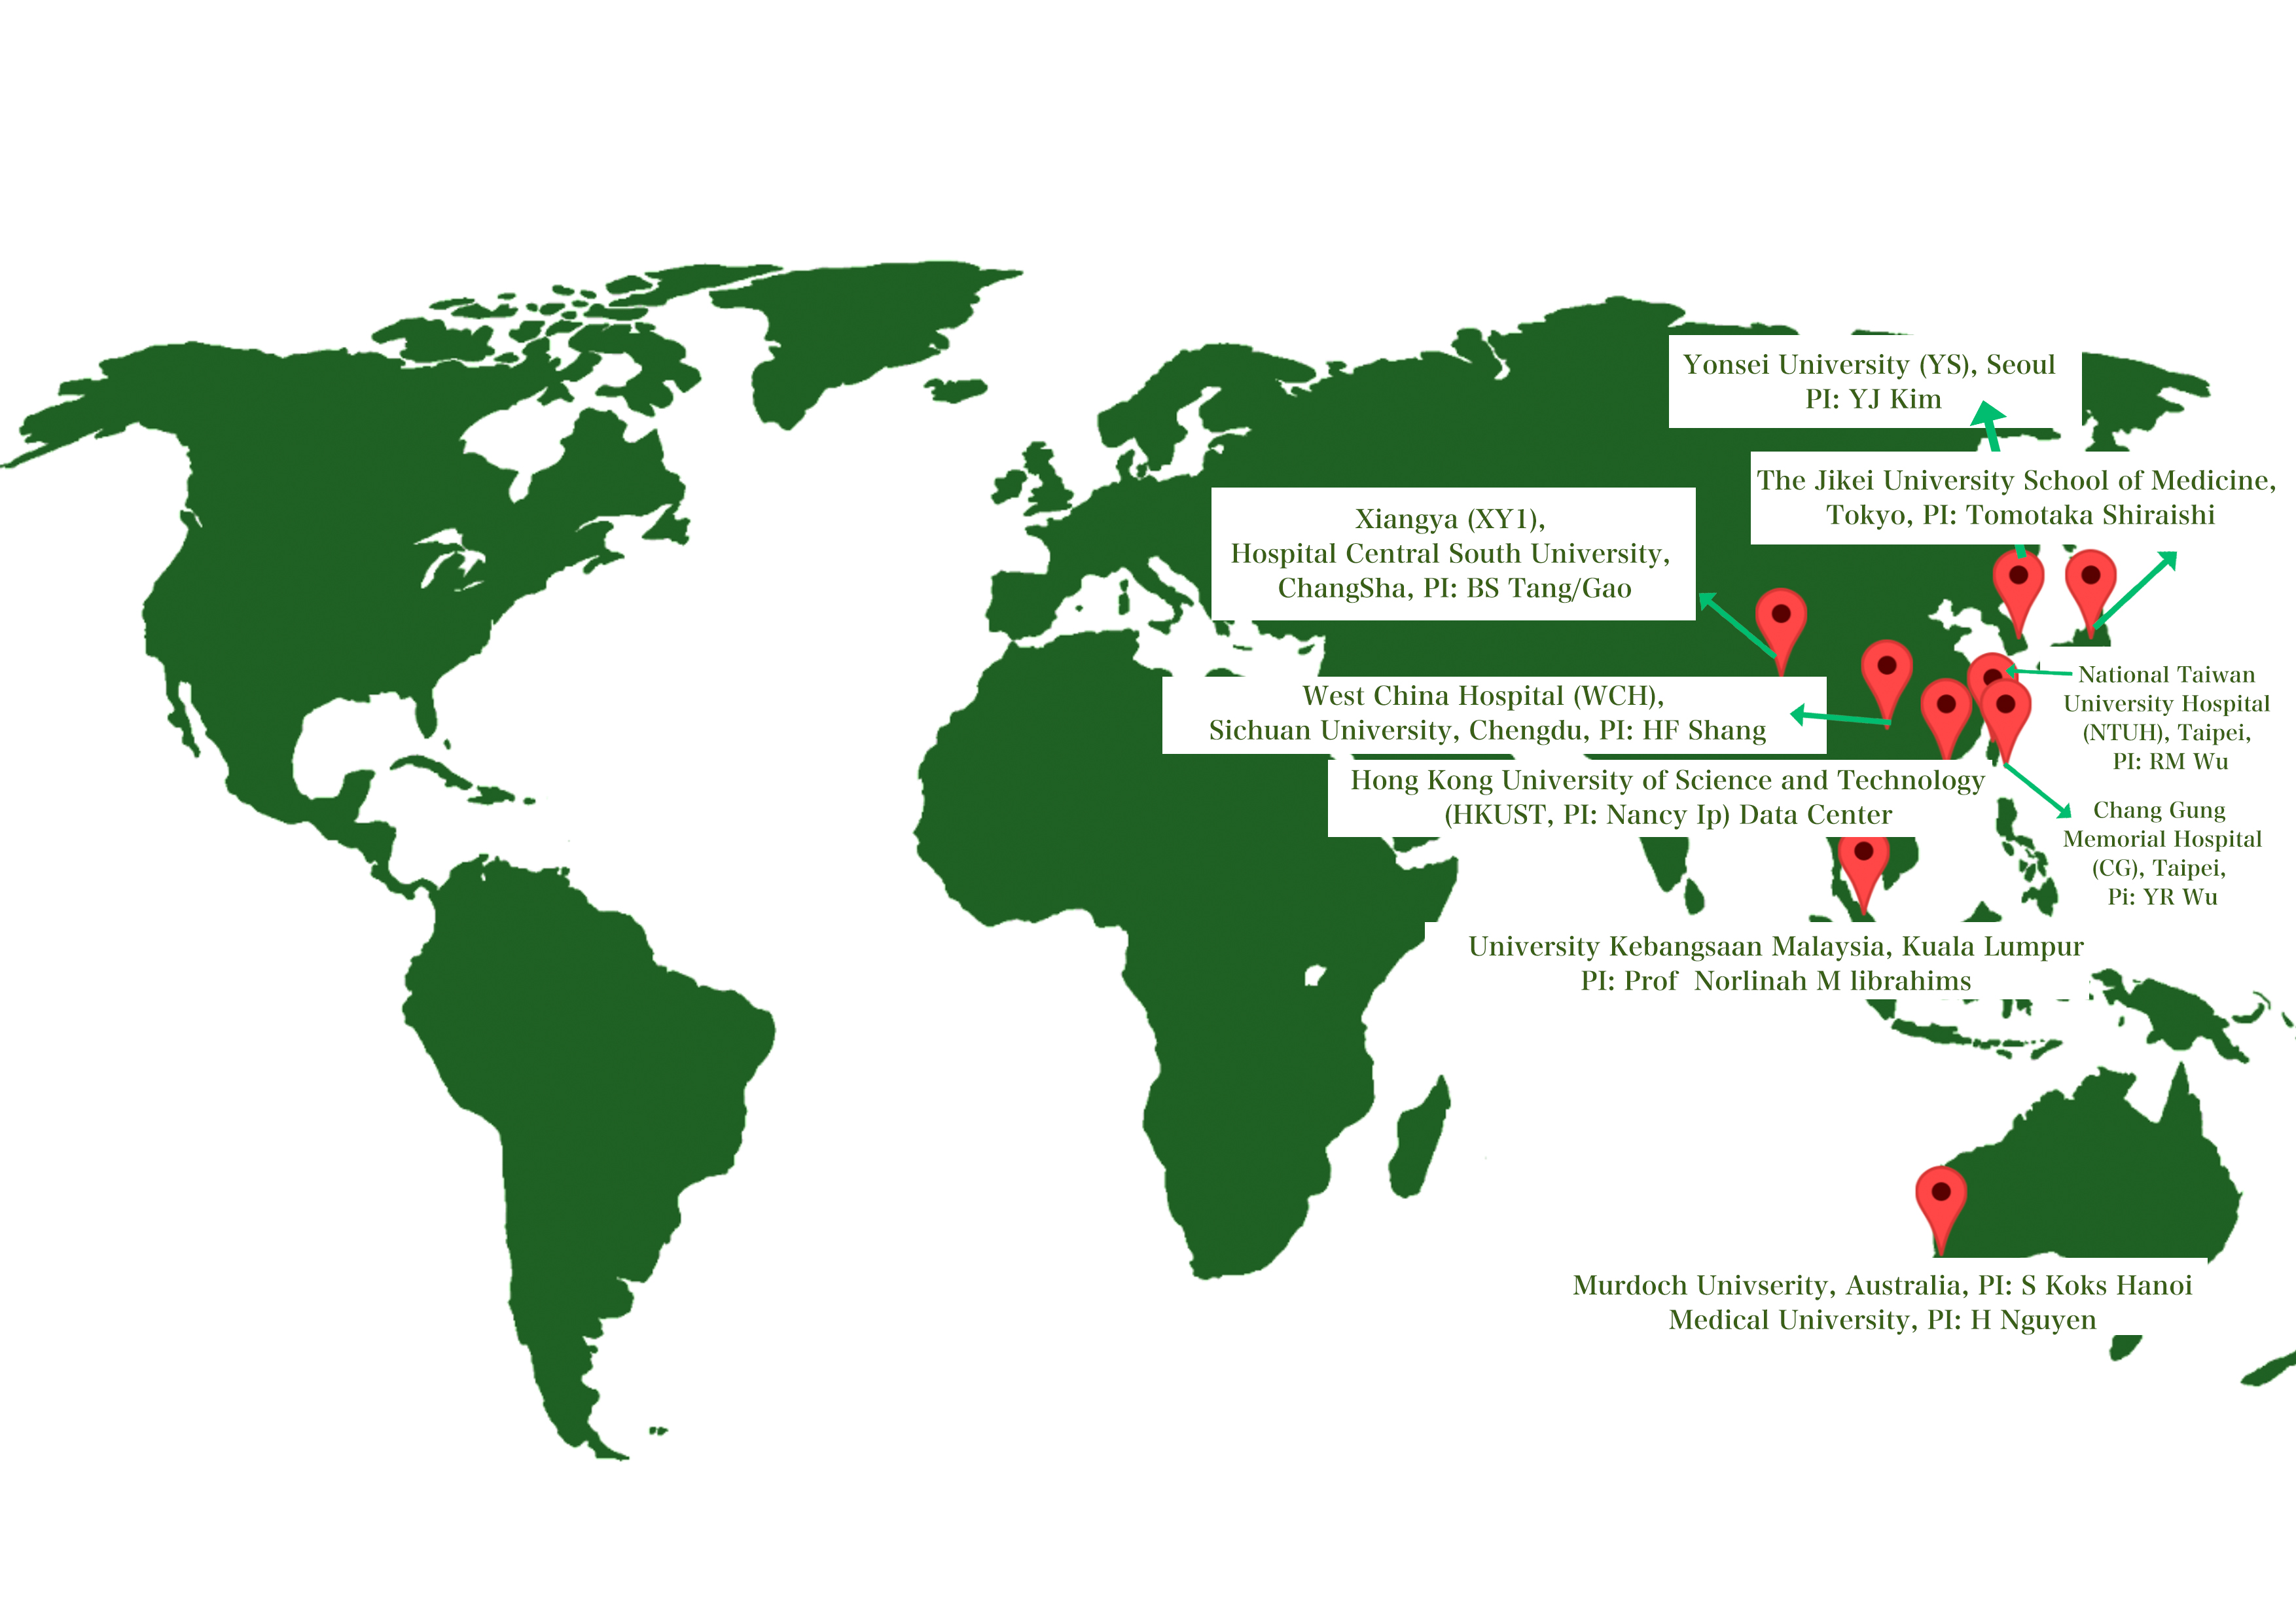 Yonsei University (YS), Seoul
PI: YJ Kim
The Jikei University School of Medicine,
Tokyo, PI: Tomotaka Shiraishi
Xiangya (XY1),
Hospital Central South University,
ChangSha, PI: BS Tang/Gao
West China Hospital (WCH),
Sichuan University, Chengdu, PI: HF Shang
National Taiwan
University Hospital
(NTUH), Taipei,
PI: RM Wu
Hong Kong University of Science and Technology
(HKUST, PI: Nancy Ip) Data Center
Chang Gung
Memorial Hospital
(CG), Taipei,
Pi: YR Wu
University Kebangsaan Malaysia, Kuala Lumpur
PI: Prof  Norlinah M librahims
Murdoch Univserity, Australia, PI: S Koks Hanoi
Medical University, PI: H Nguyen